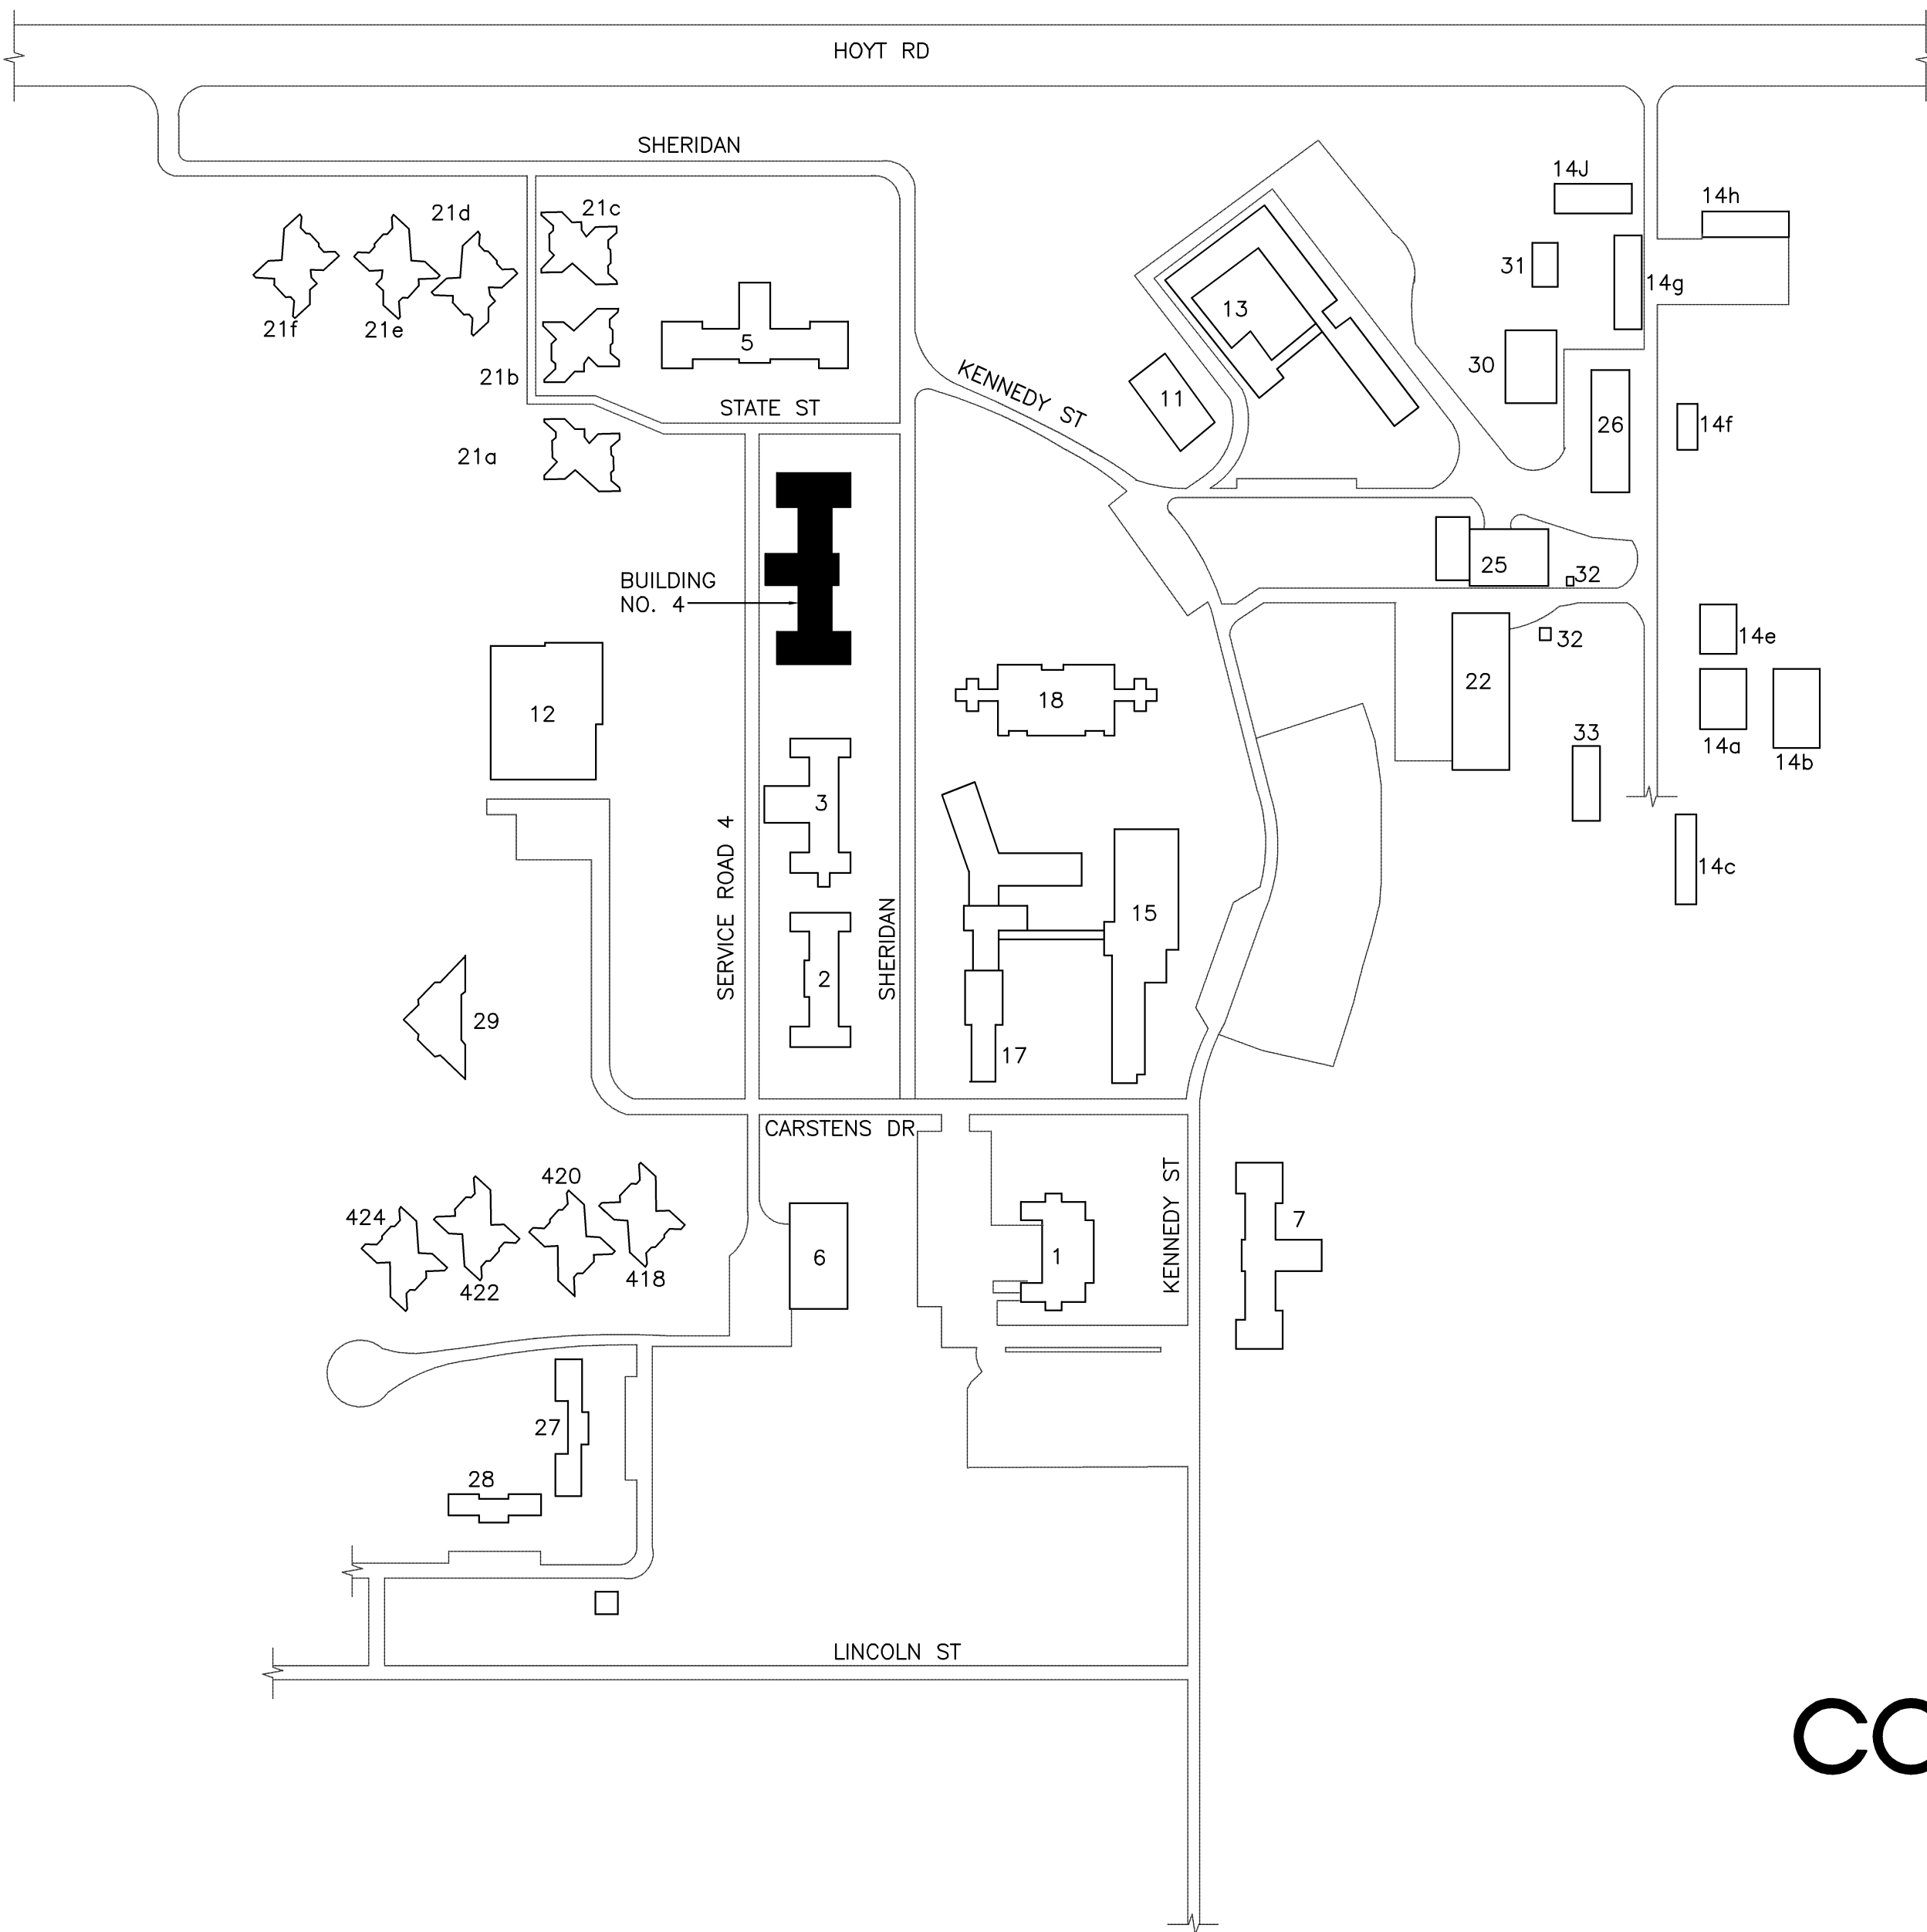 HOYT RD
SHERIDAN
14J
14h
21d
21c
31
14g
13
21f
21e
5
30
21b
KENNEDY ST
11
STATE ST
26
14f
21a
25
32
BUILDING
NO. 4
14e
32
22
18
12
33
14a
14b
3
14c
SERVICE ROAD 4
15
SHERIDAN
2
29
17
CARSTENS DR
420
KENNEDY ST
424
7
1
6
418
422
27
28
LINCOLN ST
CO